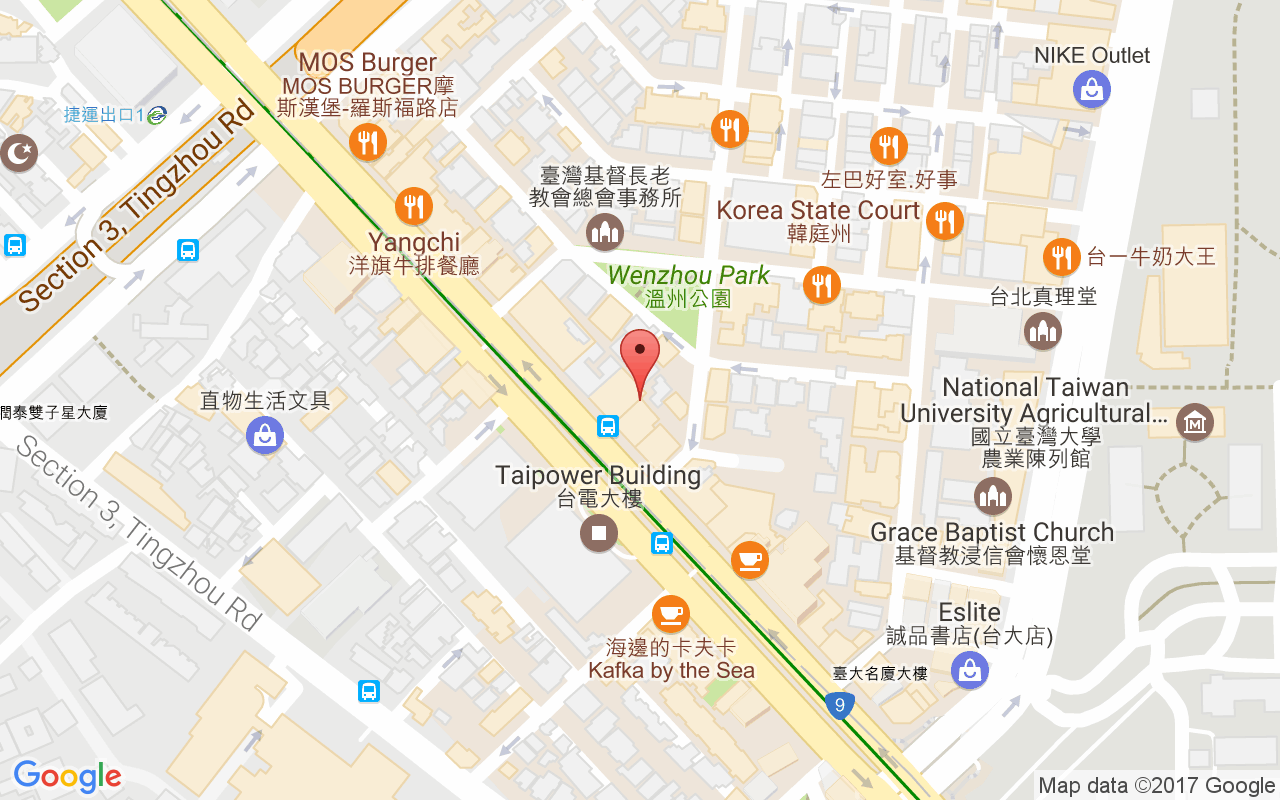 NIKE Outlet
MOS Burger
MOS BURGER摩
斯漢堡-羅斯福路店
捷運出口1
Section 3, Tingzhou Rd
臺灣基督長老
教會總會事務所
左巴好室.好事
Korea State Court
韓庭州
Yangchi
洋旗牛排餐廳
Wenzhou Park
溫州公園
台一牛奶大王
台北真理堂
直物生活文具
潤泰雙子星大廈
National Taiwan
University Agricultural...
國立臺灣大學
農業陳列館
Section 3, Tingzhou Rd
Taipower Building
台電大樓
Grace Baptist Church
基督教浸信會懷恩堂
Eslite
誠品書店(台大店)
海邊的卡夫卡
Kafka by the Sea
臺大名廈大樓
9
Google
Map data ©2017 Google